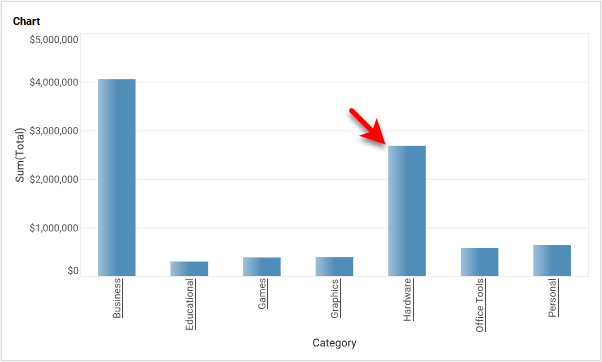 Chart
$5,000,000
$4,000,000
$3,000,000
$2,000,000
$1,000,000
$0
Sum(Total)
Business
Educational
Games
Graphics
Hardware
Office Tools
Personal
Category